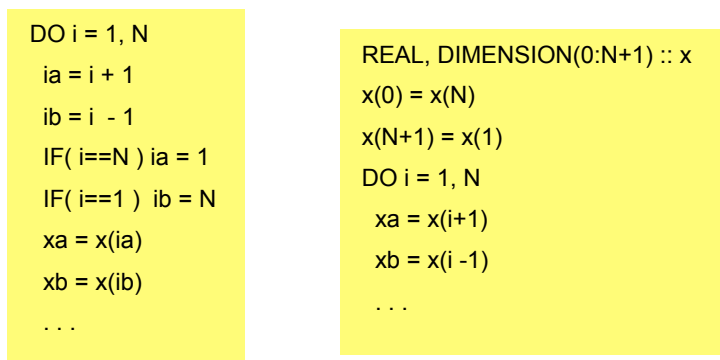 DO i = 1, N
ia = i + 1
ib = i - 1
IF( i==N ) ia = 1
IF( i==1 ) ib = N
xa = x(ia)
xb = x(ib)
. . .
REAL, DIMENSION(0:N+1) :: x
x(0) = x(N)
x(N+1) = x(1)
DO i = 1, N
xa = x(i+1)
xb = x(i -1)
. . .